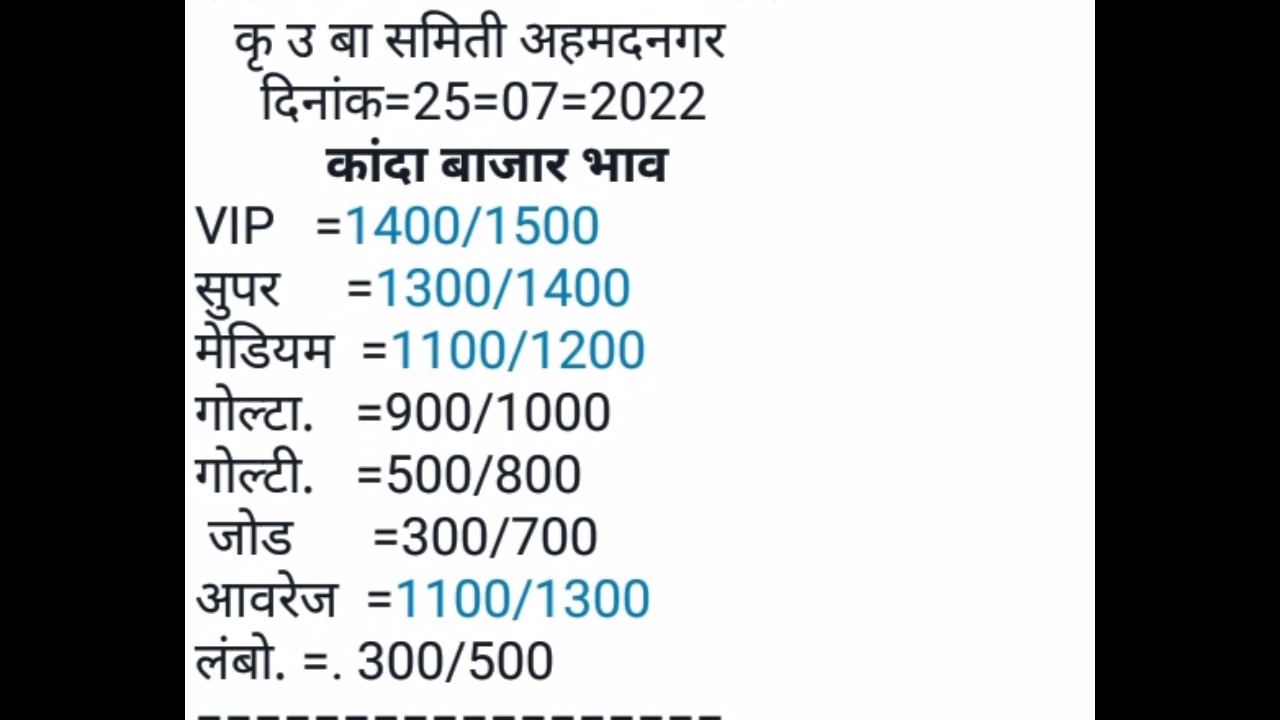 कृ उ बा समिती अहमदनगर
दिनांक=25=07=2022
कांदा बाजार भाव
VIP =1400/1500
सुपर =1300/1400
मेडियम =1100/1200
गोल्टा. =900/1000
गोल्टी. =500/800
जोड =300/700
आवरेज =1100/1300
लंबो. =. 300/500
------------------